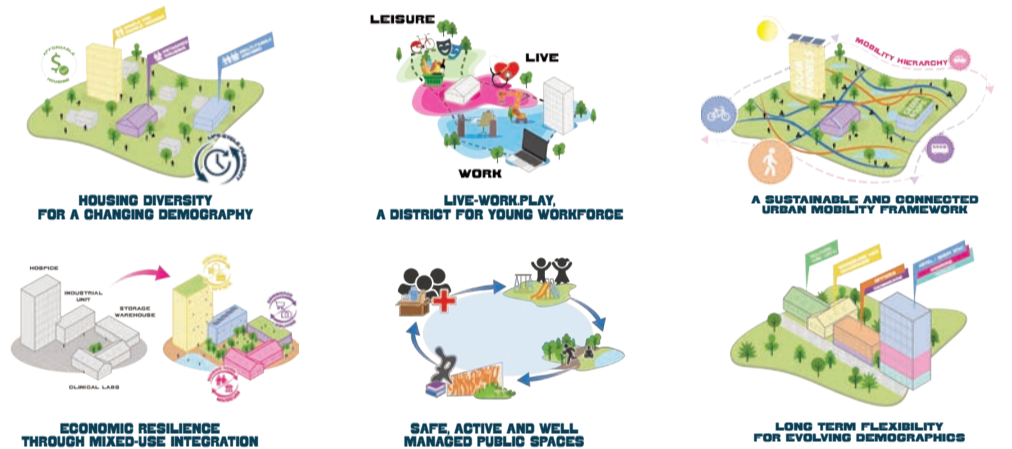 AFFORDABLE
HOUSING
HOUSING DIVERSITY
FOR A CHANGING DEMOGRAPHY
LEISURE
LIVE
WORK
LIVE-WORK.PLAY,
A DISTRICT FOR YOUNG WORKFORCE
MOBILITY HIERARCHY
A SUSTAINABLE AND CONNECTED
URBAN MOBILITY FRAMEWORK
HOSPICE
INDUSTRIAL
UNIT
STORAGE
WAREHOUSE
CLINICAL LABS
ECONOMIC RESILIENCE
THROUGH MIXED-USE INTEGRATION
SAFE, ACTIVE AND WELL
MANAGED PUBLIC SPACES
LONG TERM FLEXIBILITY
FOR EVOLVING DEMOGRAPHICS